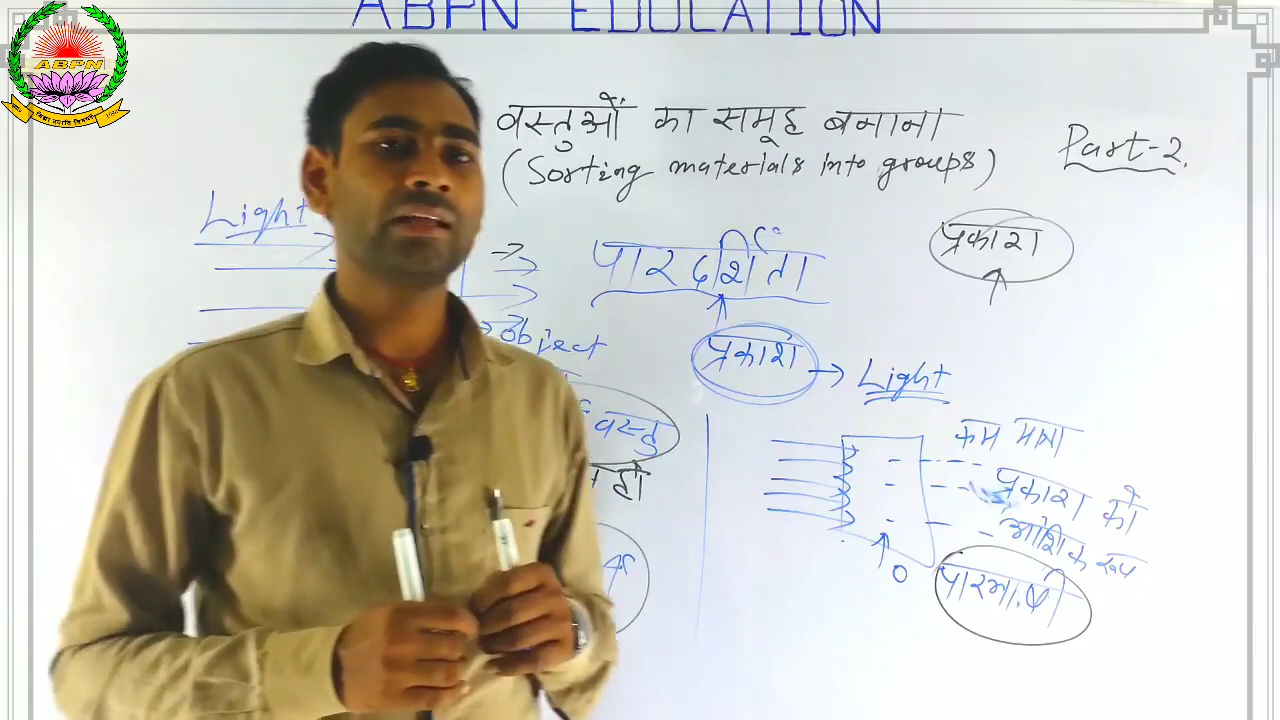 ABPN EDUCATION
ABPN
वस्तुओं का समूह बनाना
(Sorting materials into groups)
Part-2.
Light
पारदर्शिता
प्रकाश
Object
प्रकाश → Light
वस्तु
हो
कम मात्रा
प्रकाश को
आंशिक रूप
O